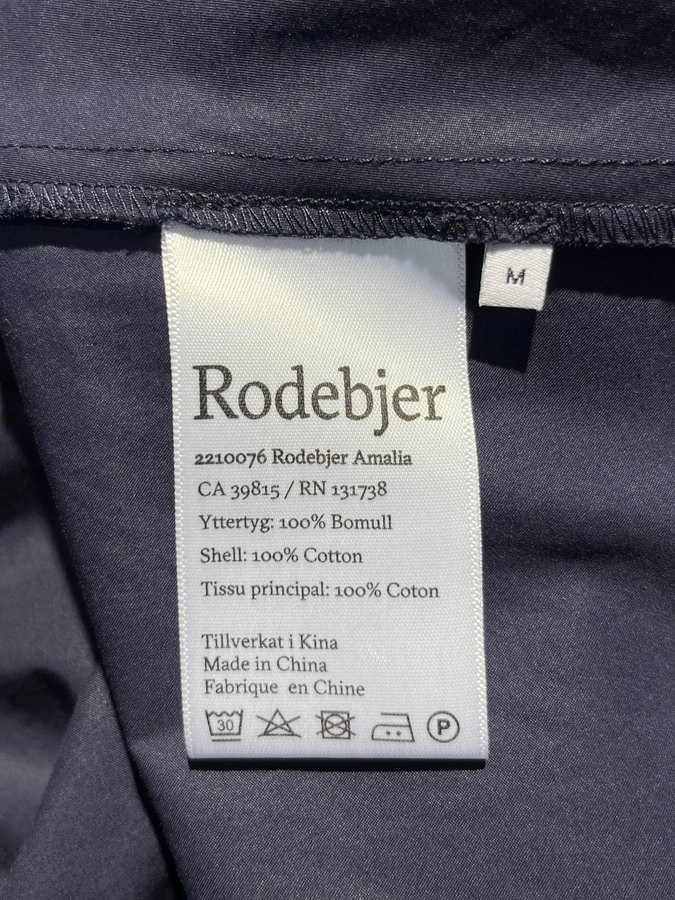 M
Rodebjer
2210076 Rodebjer Amalia
CA 39815 / RN 131738
Yttertyg: 100% Bomull
Shell: 100% Cotton
Tissu principal: 100% Coton
Tillverkat i Kina
Made in China
Fabrique en Chine
30 P